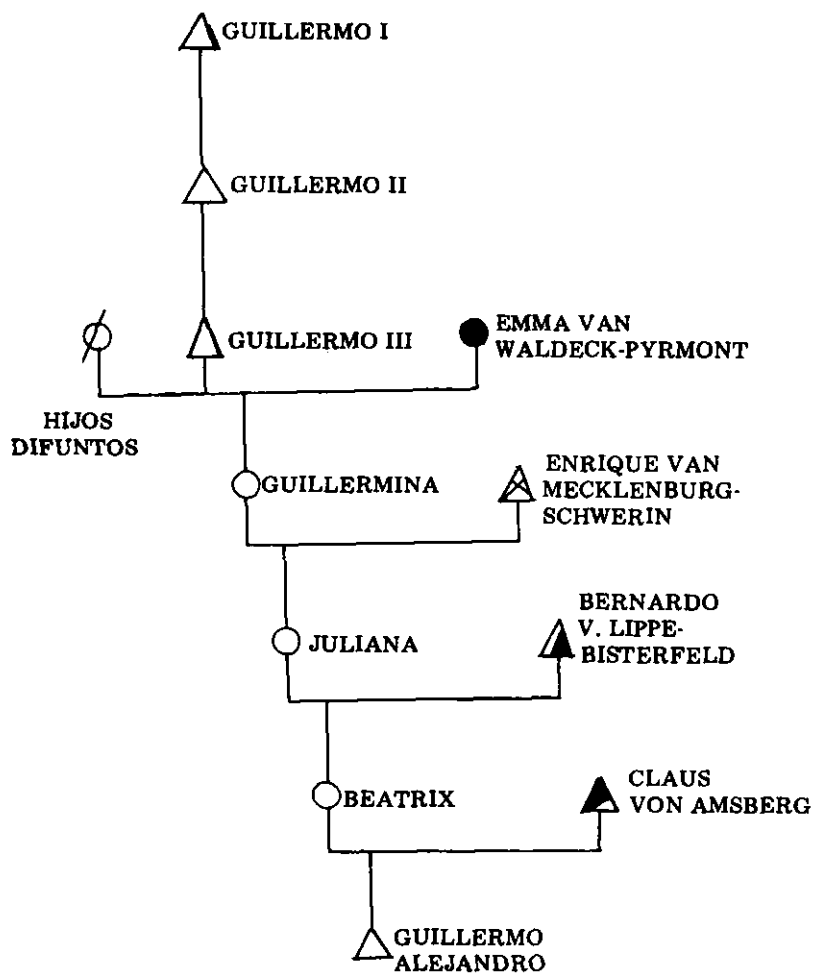 GUILLERMO I
GUILLERMO II
GUILLERMO III
EMMA VAN
WALDECK-PYRMONT
HIJOS
DIFUNTOS
GUILLERMINA
ENRIQUE VAN
MECKLENBURG-
SCHWERIN
JULIANA
BERNARDO
V. LIPPE-
BISTERFELD
BEATRIX
CLAUS
VON AMSBERG
GUILLERMO
ALEJANDRO